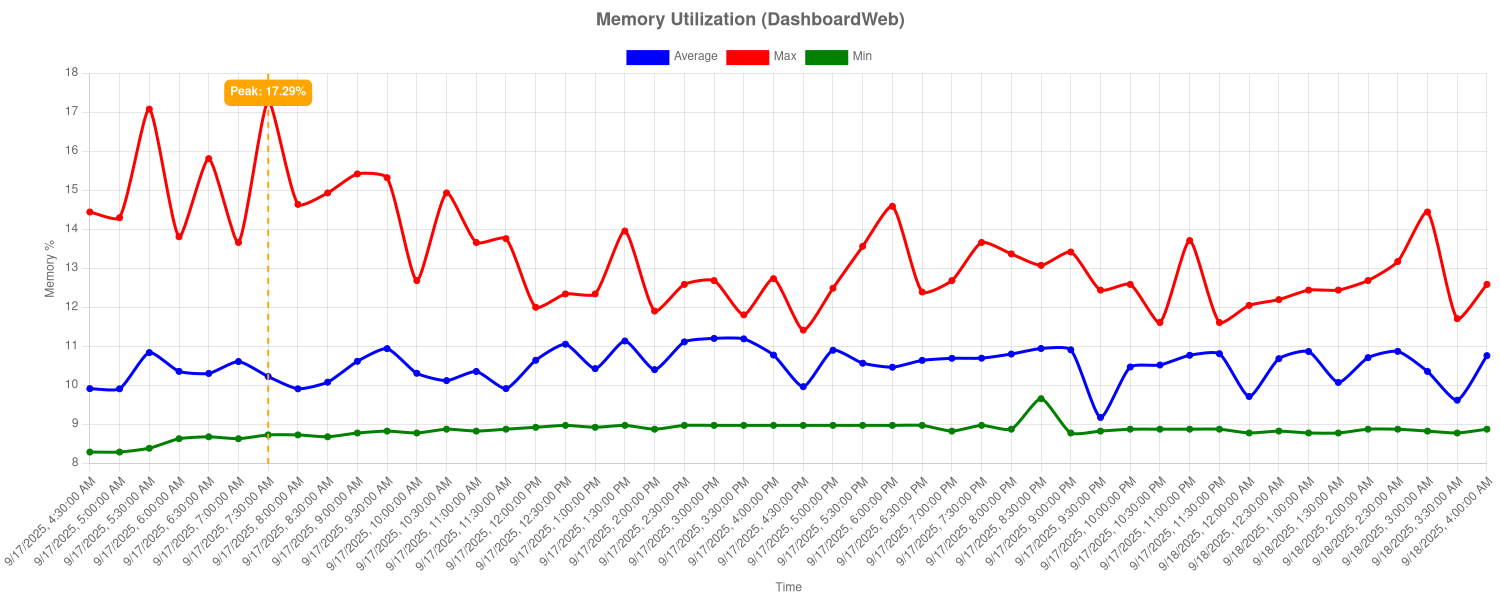 Memory Utilization (DashboardWeb)
Average Max Min
Peak: 17.29%
Memory %
18
17
16
15
14
13
12
11
10
9
8
9/17/2025, 4:30:00 AM
9/17/2025, 5:00:00 AM
9/17/2025, 5:30:00 AM
9/17/2025, 6:00:00 AM
9/17/2025, 6:30:00 AM
9/17/2025, 7:00:00 AM
9/17/2025, 7:30:00 AM
9/17/2025, 8:00:00 AM
9/17/2025, 8:30:00 AM
9/17/2025, 9:00:00 AM
9/17/2025, 9:30:00 AM
9/17/2025, 10:00:00 AM
9/17/2025, 10:30:00 AM
9/17/2025, 11:00:00 AM
9/17/2025, 11:30:00 AM
9/17/2025, 12:00:00 PM
9/17/2025, 12:30:00 PM
9/17/2025, 1:00:00 PM
9/17/2025, 1:30:00 PM
9/17/2025, 2:00:00 PM
9/17/2025, 2:30:00 PM
9/17/2025, 3:00:00 PM
9/17/2025, 3:30:00 PM
9/17/2025, 4:00:00 PM
9/17/2025, 4:30:00 PM
9/17/2025, 5:00:00 PM
9/17/2025, 5:30:00 PM
9/17/2025, 6:00:00 PM
9/17/2025, 6:30:00 PM
9/17/2025, 7:00:00 PM
9/17/2025, 7:30:00 PM
9/17/2025, 8:00:00 PM
9/17/2025, 8:30:00 PM
9/17/2025, 9:00:00 PM
9/17/2025, 9:30:00 PM
9/17/2025, 10:00:00 PM
9/17/2025, 10:30:00 PM
9/17/2025, 11:00:00 PM
9/17/2025, 11:30:00 PM
9/18/2025, 12:00:00 AM
9/18/2025, 12:30:00 AM
9/18/2025, 1:00:00 AM
9/18/2025, 1:30:00 AM
9/18/2025, 2:00:00 AM
9/18/2025, 2:30:00 AM
9/18/2025, 3:00:00 AM
9/18/2025, 3:30:00 AM
9/18/2025, 4:00:00 AM
Time